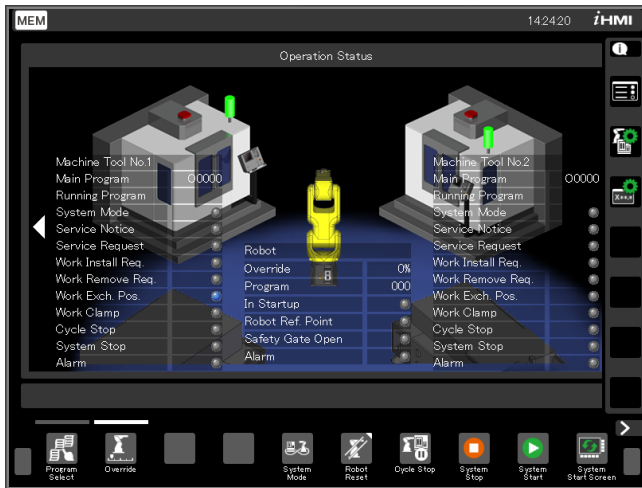 MEM
142420
iHMI
Operation Status
Machine Tool No.1
Main Program O0000
Running Program
System Mode
Service Notice
Service Request
Work Install Req.
Work Remove Req.
Work Exch. Pos.
Work Clamp
Cycle Stop
System Stop
Alarm
Robot
Override 0%
Program 000
In Startup
Robot Ref. Point
Safety Gate Open
Alarm
8
Machine Tool No.2
Main Program O0000
Running Program
System Mode
Service Notice
Service Request
Work Install Req.
Work Remove Req.
Work Exch. Pos.
Work Clamp
Cycle Stop
System Stop
Alarm
Program Select
Override
System Mode
Robot Reset
Cycle Stop
System Stop
System Start
System Start Screen